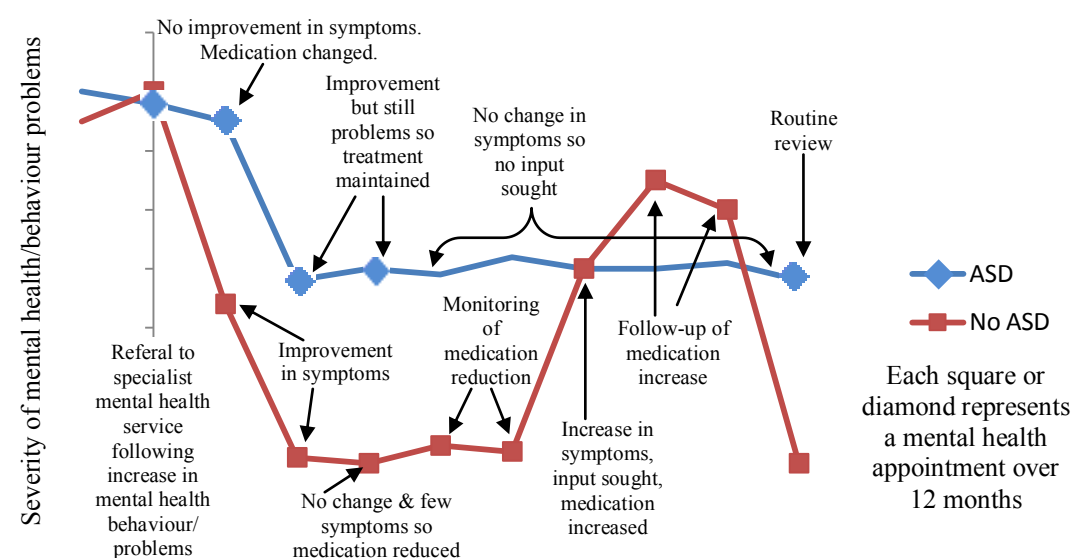 Severity of mental health/behaviour problems
No improvement in symptoms.
Medication changed.
Improvement
but still
problems so
treatment
maintained
No change in
symptoms so
no input
sought
Routine
review
ASD
No ASD
Each square or
diamond represents
a mental health
appointment over
12 months
Referal to
specialist
mental health
service
following
increase in
mental health
behaviour/
problems
Improvement
in symptoms
Monitoring
of
medication
reduction
Follow-up of
medication
increase
No change & few
symptoms so
medication reduced
Increase in
symptoms,
input sought,
medication
increased